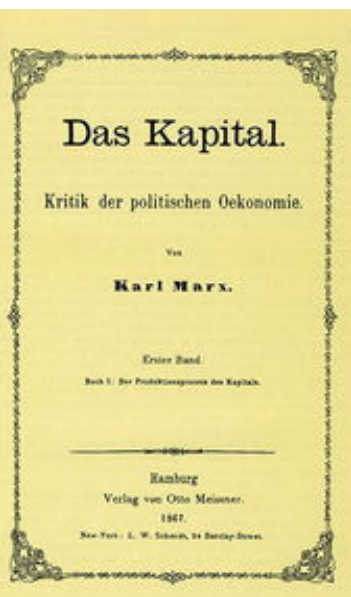 Das Kapital.
Kritik der politischen Oekonomie.
Von
Karl Marx.
Erster Band.
Buch I: Der Produktionsprocess des Kapitals.
Hamburg
Verlag von Otto Meissner.
1867.
New-York: L. W. Schmidt, 24 Barclay-Street.